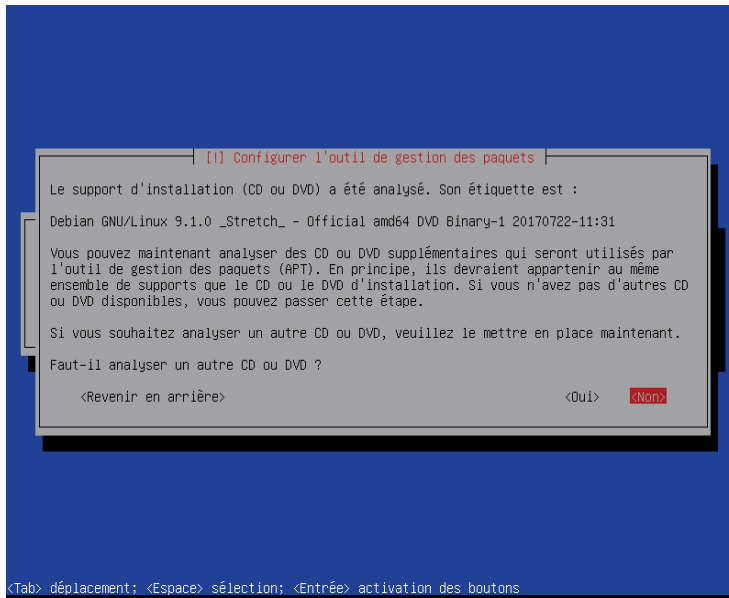 [!] Configurer l'outil de gestion des paquets
Le support d'installation (CD ou DVD) a été analysé. Son étiquette est :
Debian GNU/Linux 9.1.0 _Stretch_ - Official amd64 DVD Binary-1 20170722-11:31
Vous pouvez maintenant analyser des CD ou DVD supplémentaires qui seront utilisés par
l'outil de gestion des paquets (APT). En principe, ils devraient appartenir au même
ensemble de supports que le CD ou le DVD d'installation. Si vous n'avez pas d'autres CD
ou DVD disponibles, vous pouvez passer cette étape.
Si vous souhaitez analyser un autre CD ou DVD, veuillez le mettre en place maintenant.
Faut-il analyser un autre CD ou DVD ?
<Revenir en arrière> <Oui> <Non>
<Tab> déplacement; <Espace> sélection; <Entrée> activation des boutons